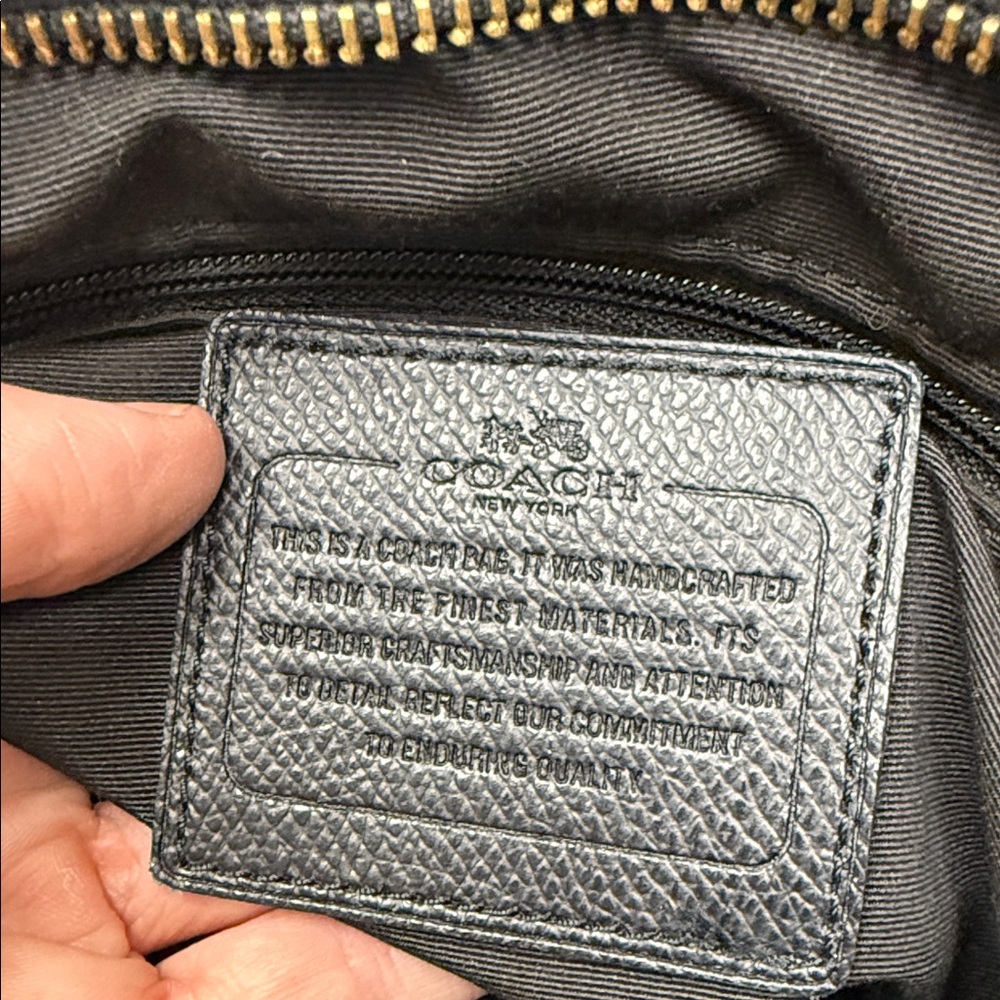 COACH
NEW YORK
THIS IS A COACH BAG. IT WAS HANDCRAFTED
FROM THE FINEST MATERIALS. ITS
SUPERIOR CRAFTSMANSHIP AND ATTENTION
TO DETAIL REFLECT OUR COMMITMENT
TO ENDURING QUALITY